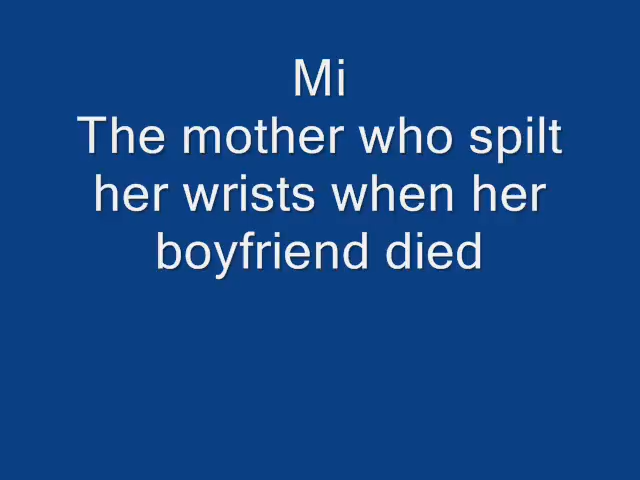 Mi
The mother who spilt
her wrists when her
boyfriend died